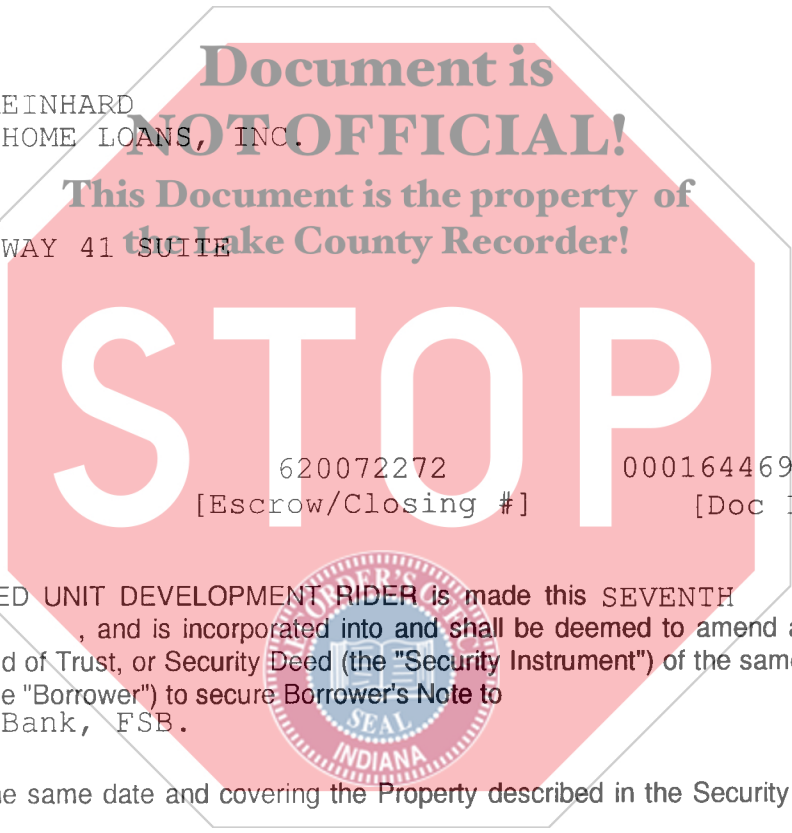 Document is
EINHARD
HOME LOANS, INC.
NOT OFFICIAL!
This Document is the property of
WAY 41 SUITE
the Lake County Recorder!
STOP
620072272 000164469
[Escrow/Closing #] [Doc
ED UNIT DEVELOPMENT RIDER is made this SEVENTH
, and is incorporated into and shall be deemed to amend a
d of Trust, or Security Deed (the "Security Instrument") of the same
e "Borrower") to secure Borrower's Note to
Bank, FSB.
SEAL
INDIANA
e same date and covering the Property described in the Security